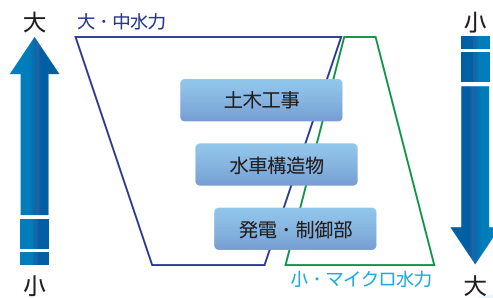 大
大・中水力
小
土木工事
水車構造物
発電・制御部
小
小・マイクロ水力
大